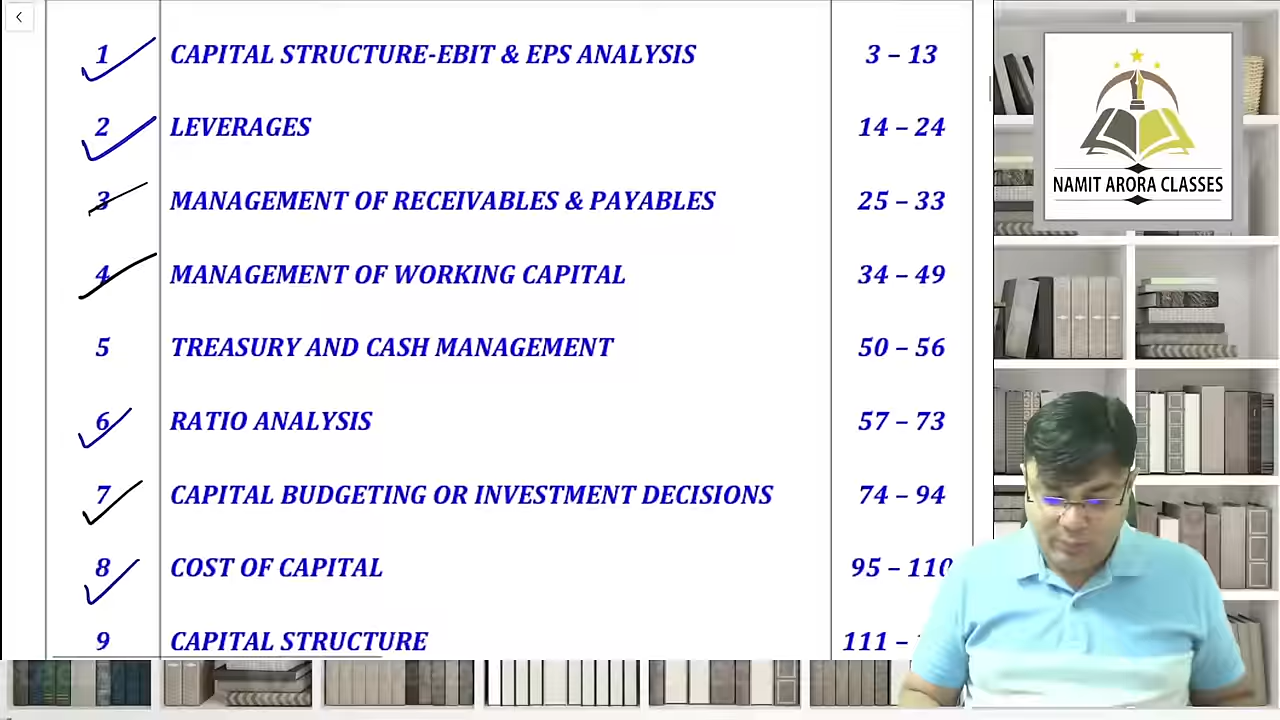 1 CAPITAL STRUCTURE-EBIT & EPS ANALYSIS 3 – 13
2 LEVERAGES 14 – 24
3 MANAGEMENT OF RECEIVABLES & PAYABLES 25 – 33
4 MANAGEMENT OF WORKING CAPITAL 34 – 49
5 TREASURY AND CASH MANAGEMENT 50 – 56
6 RATIO ANALYSIS 57 – 73
7 CAPITAL BUDGETING OR INVESTMENT DECISIONS 74 – 94
8 COST OF CAPITAL 95 – 110
9 CAPITAL STRUCTURE 111 –
NAMIT ARORA CLASSES